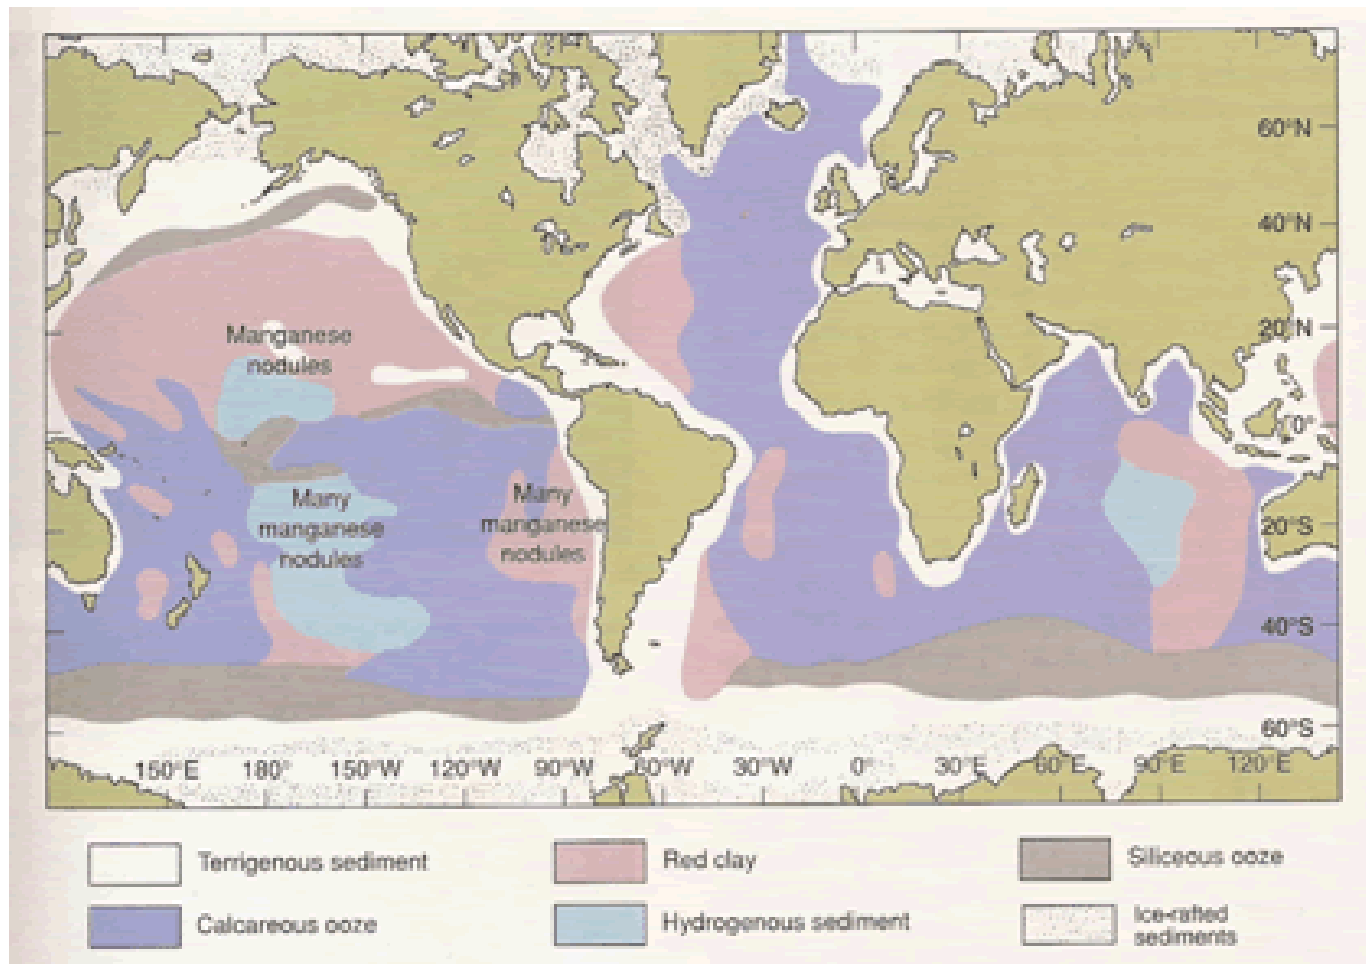 60°N
40°N
20°N
Manganese
nodules
0°
Many
manganese
nodules
Many
manganese
nodules
20°S
40°S
60°S
150°E 180° 150°W 120°W 90°W 60°W 30°W 0° 30°E 60°E 90°E 120°E
Terrigenous sediment
Red clay
Siliceous ooze
Calcareous ooze
Hydrogenous sediment
Ice-rafted
sediments